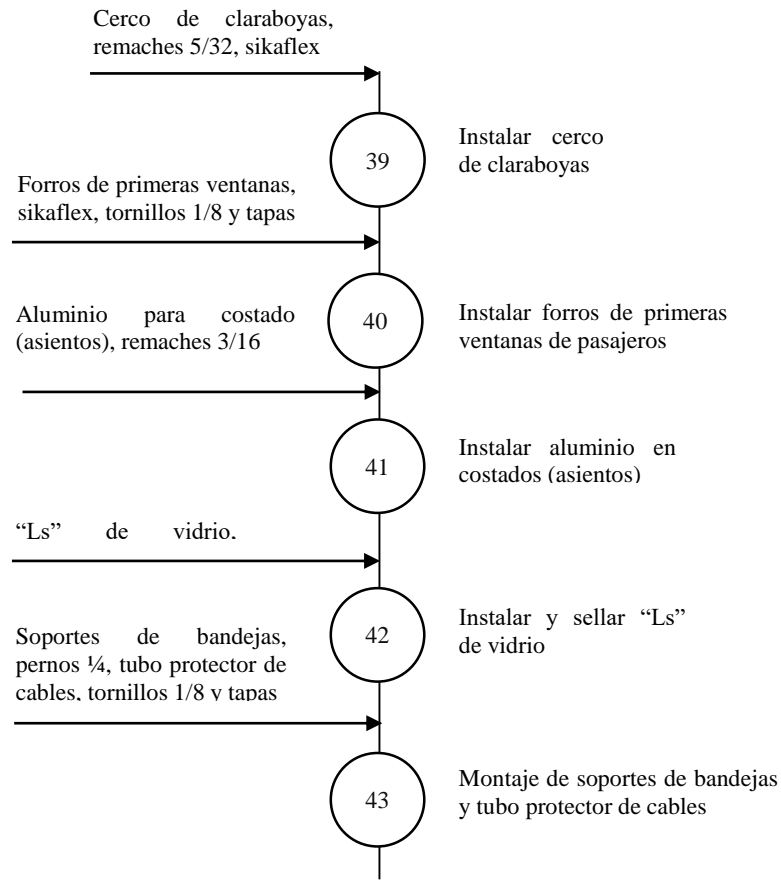 Cerco de claraboyas,
remaches 5/32, sikaflex
39
Instalar cerco
de claraboyas
Forros de primeras ventanas,
sikaflex, tornillos 1/8 y tapas
40
Instalar forros de primeras
ventanas de pasajeros
Aluminio para costado
(asientos), remaches 3/16
41
Instalar aluminio en
costados (asientos)
“Ls” de vidrio.
42
Instalar y sellar “Ls”
de vidrio
Soportes de bandejas,
pernos ¼, tubo protector de
cables, tornillos 1/8 y tapas
43
Montaje de soportes de bandejas
y tubo protector de cables